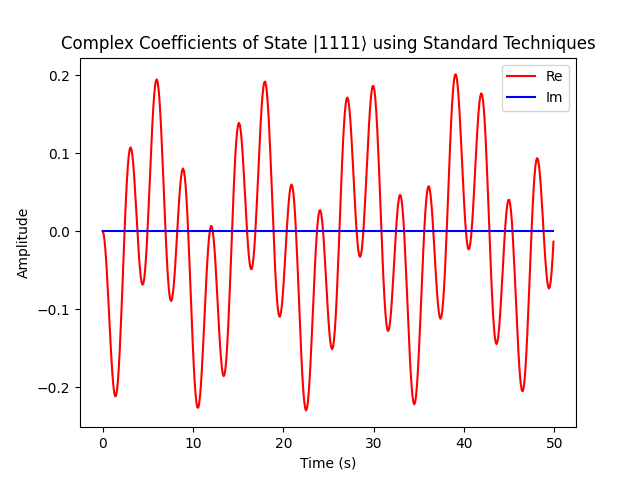 Complex Coefficients of State |1111⟩ using Standard Techniques
Re
Im
Amplitude
0.2
0.1
0.0
−0.1
−0.2
0 10 20 30 40 50
Time (s)